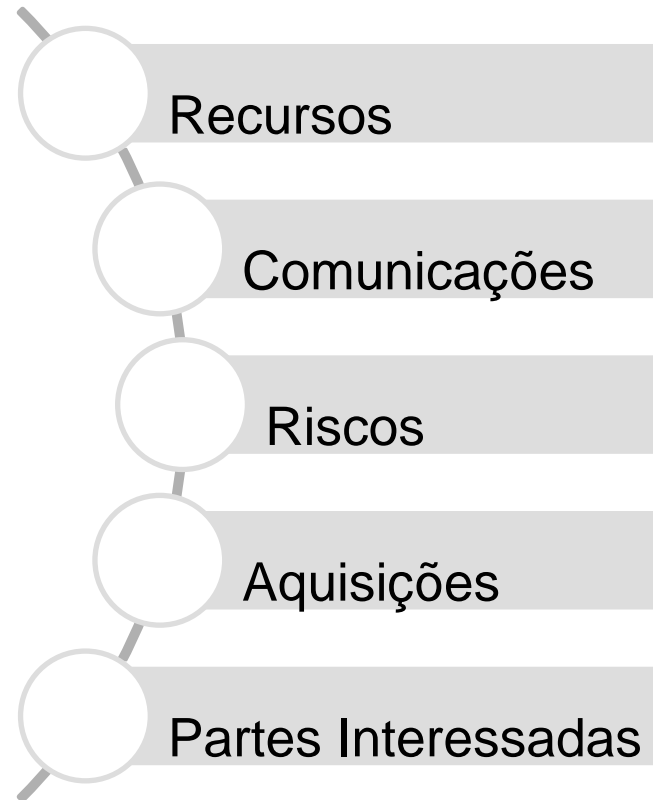 Recursos
Comunicações
Riscos
Aquisições
Partes Interessadas